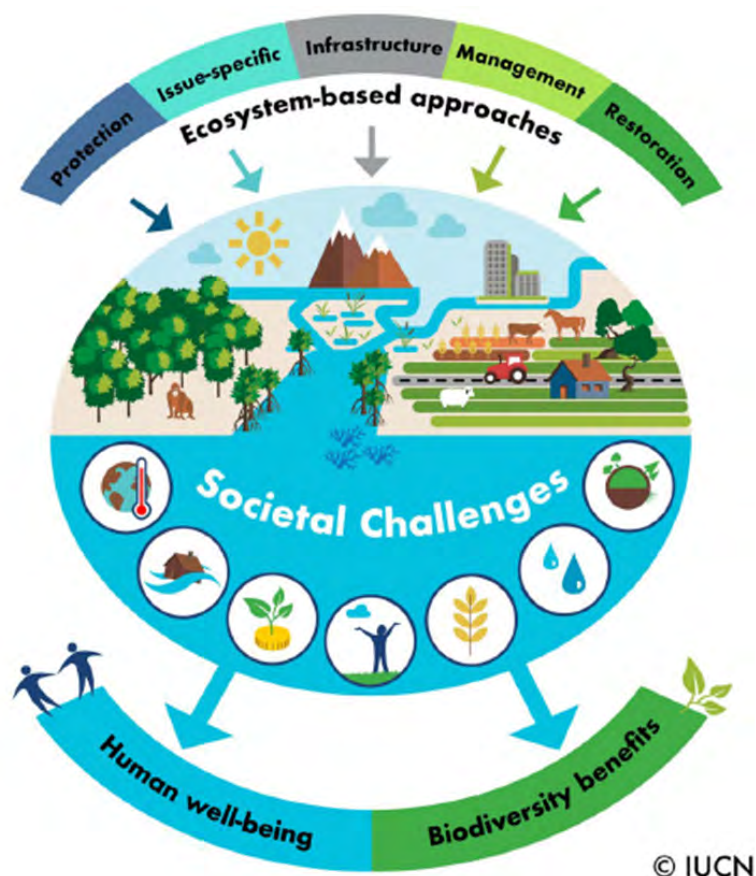 Protection
Issue-specific
Infrastructure
Management
Restoration
Ecosystem-based approaches
Societal Challenges
Human well-being
Biodiversity benefits
© IUCN